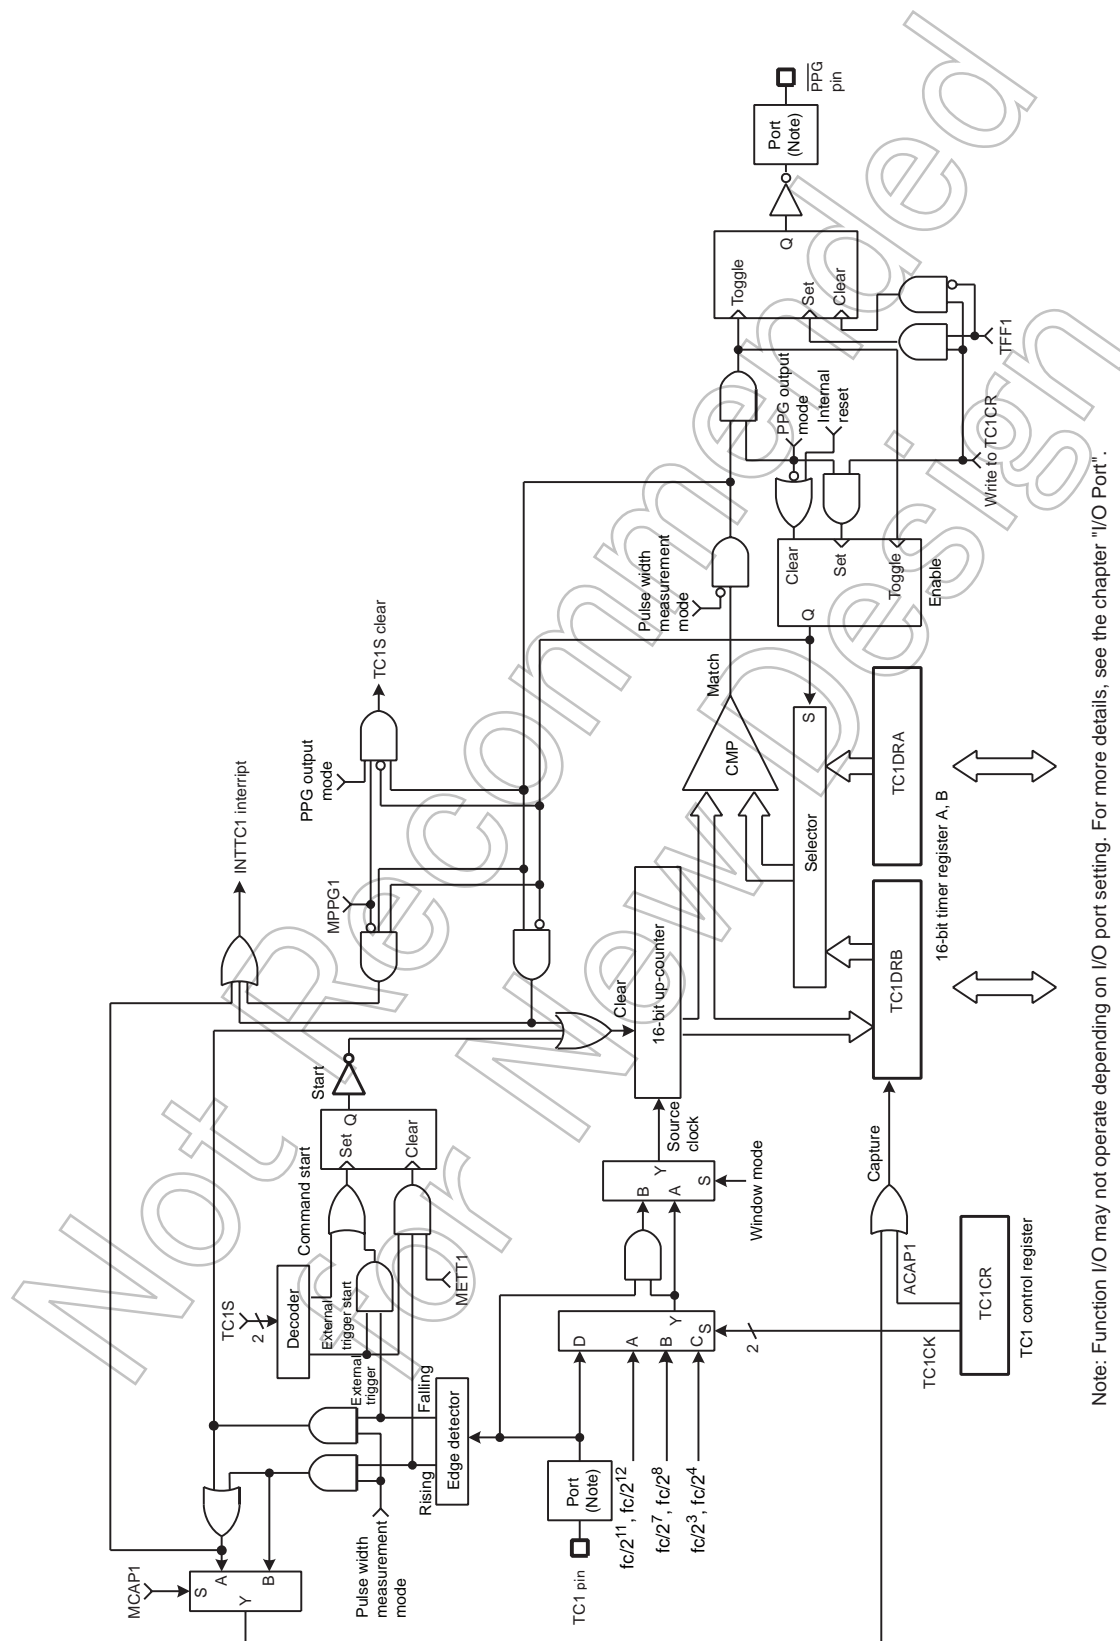 MCAP1
S
A
B
Y
Pulse width
measurement
mode
Rising
Falling
Edge detector
External
trigger
TC1S
2
Decoder
External
trigger start
Command start
METT1
Set
Q
Clear
Start
TC1 pin
Port
(Note)
fc/2¹¹, fc/2¹²
fc/2⁷, fc/2⁸
fc/2³, fc/2⁴
D
A
B
C
S
Y
B
A
Y
S
Window mode
Source
clock
Clear
16-bit up-counter
INTTC1 interript
MPPG1
PPG output
mode
TC1S clear
CMP
Match
Pulse width
measurement
mode
TC1CK
2
ACAP1
TC1CR
TC1 control register
Capture
TC1DRB
TC1DRA
16-bit timer register A, B
Selector
S
Q
Clear
Set
Toggle
Enable
PPG output
mode
Internal
reset
Write to TC1CR
TFF1
Toggle
Set
Clear
Q
Port
(Note)
PPG
pin
Note: Function I/O may not operate depending on I/O port setting. For more details, see the chapter "I/O Port".
Not Recommended
for New Design